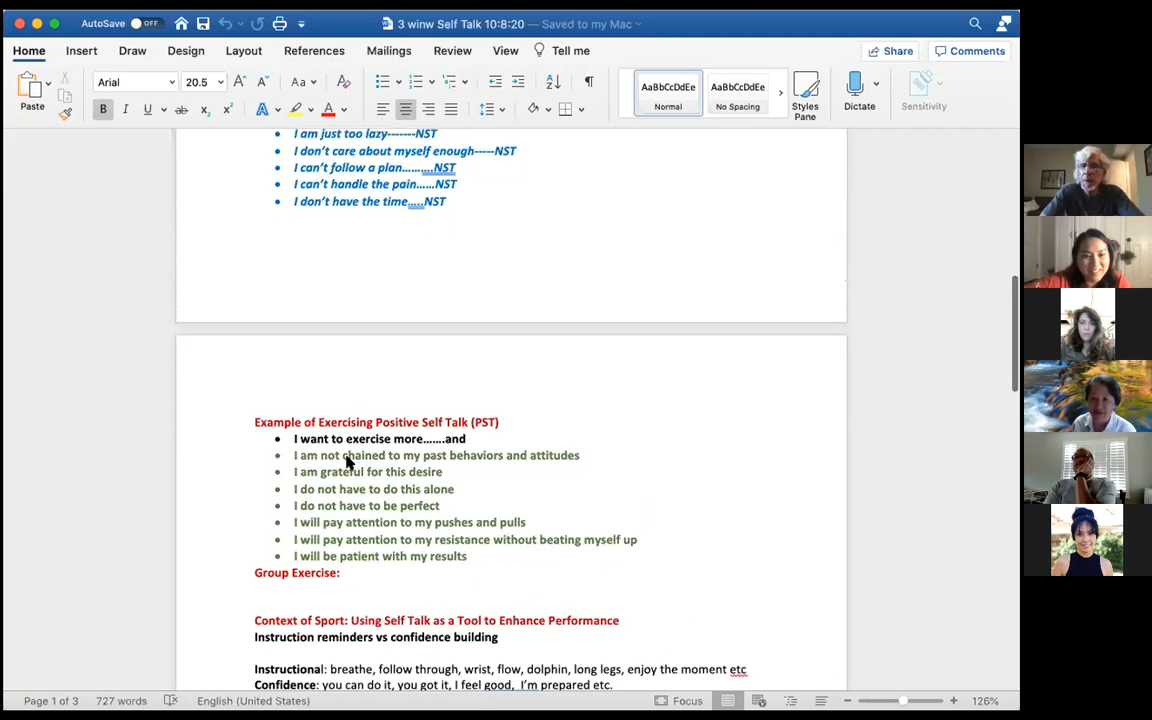 AutoSave OFF 3 winw Self Talk 10:8:20 — Saved to my Mac
Home Insert Draw Design Layout References Mailings Review View Tell me Share Comments
Paste Arial 20.5 A A Aa A AaBbCcDdEe Normal AaBbCcDdEe No Spacing Styles Pane Dictate Sensitivity
B I U ab x₂ x² A A
I am just too lazy-------NST
I don't care about myself enough-----NST
I can't follow a plan……….NST
I can't handle the pain……NST
I don't have the time…..NST
Example of Exercising Positive Self Talk (PST)
I want to exercise more…….and
I am not chained to my past behaviors and attitudes
I am grateful for this desire
I do not have to do this alone
I do not have to be perfect
I will pay attention to my pushes and pulls
I will pay attention to my resistance without beating myself up
I will be patient with my results
Group Exercise:
Context of Sport: Using Self Talk as a Tool to Enhance Performance
Instruction reminders vs confidence building
Instructional: breathe, follow through, wrist, flow, dolphin, long legs, enjoy the moment etc
Confidence: you can do it, you got it, I feel good, I'm prepared etc.
Page 1 of 3 727 words English (United States) Focus 126%